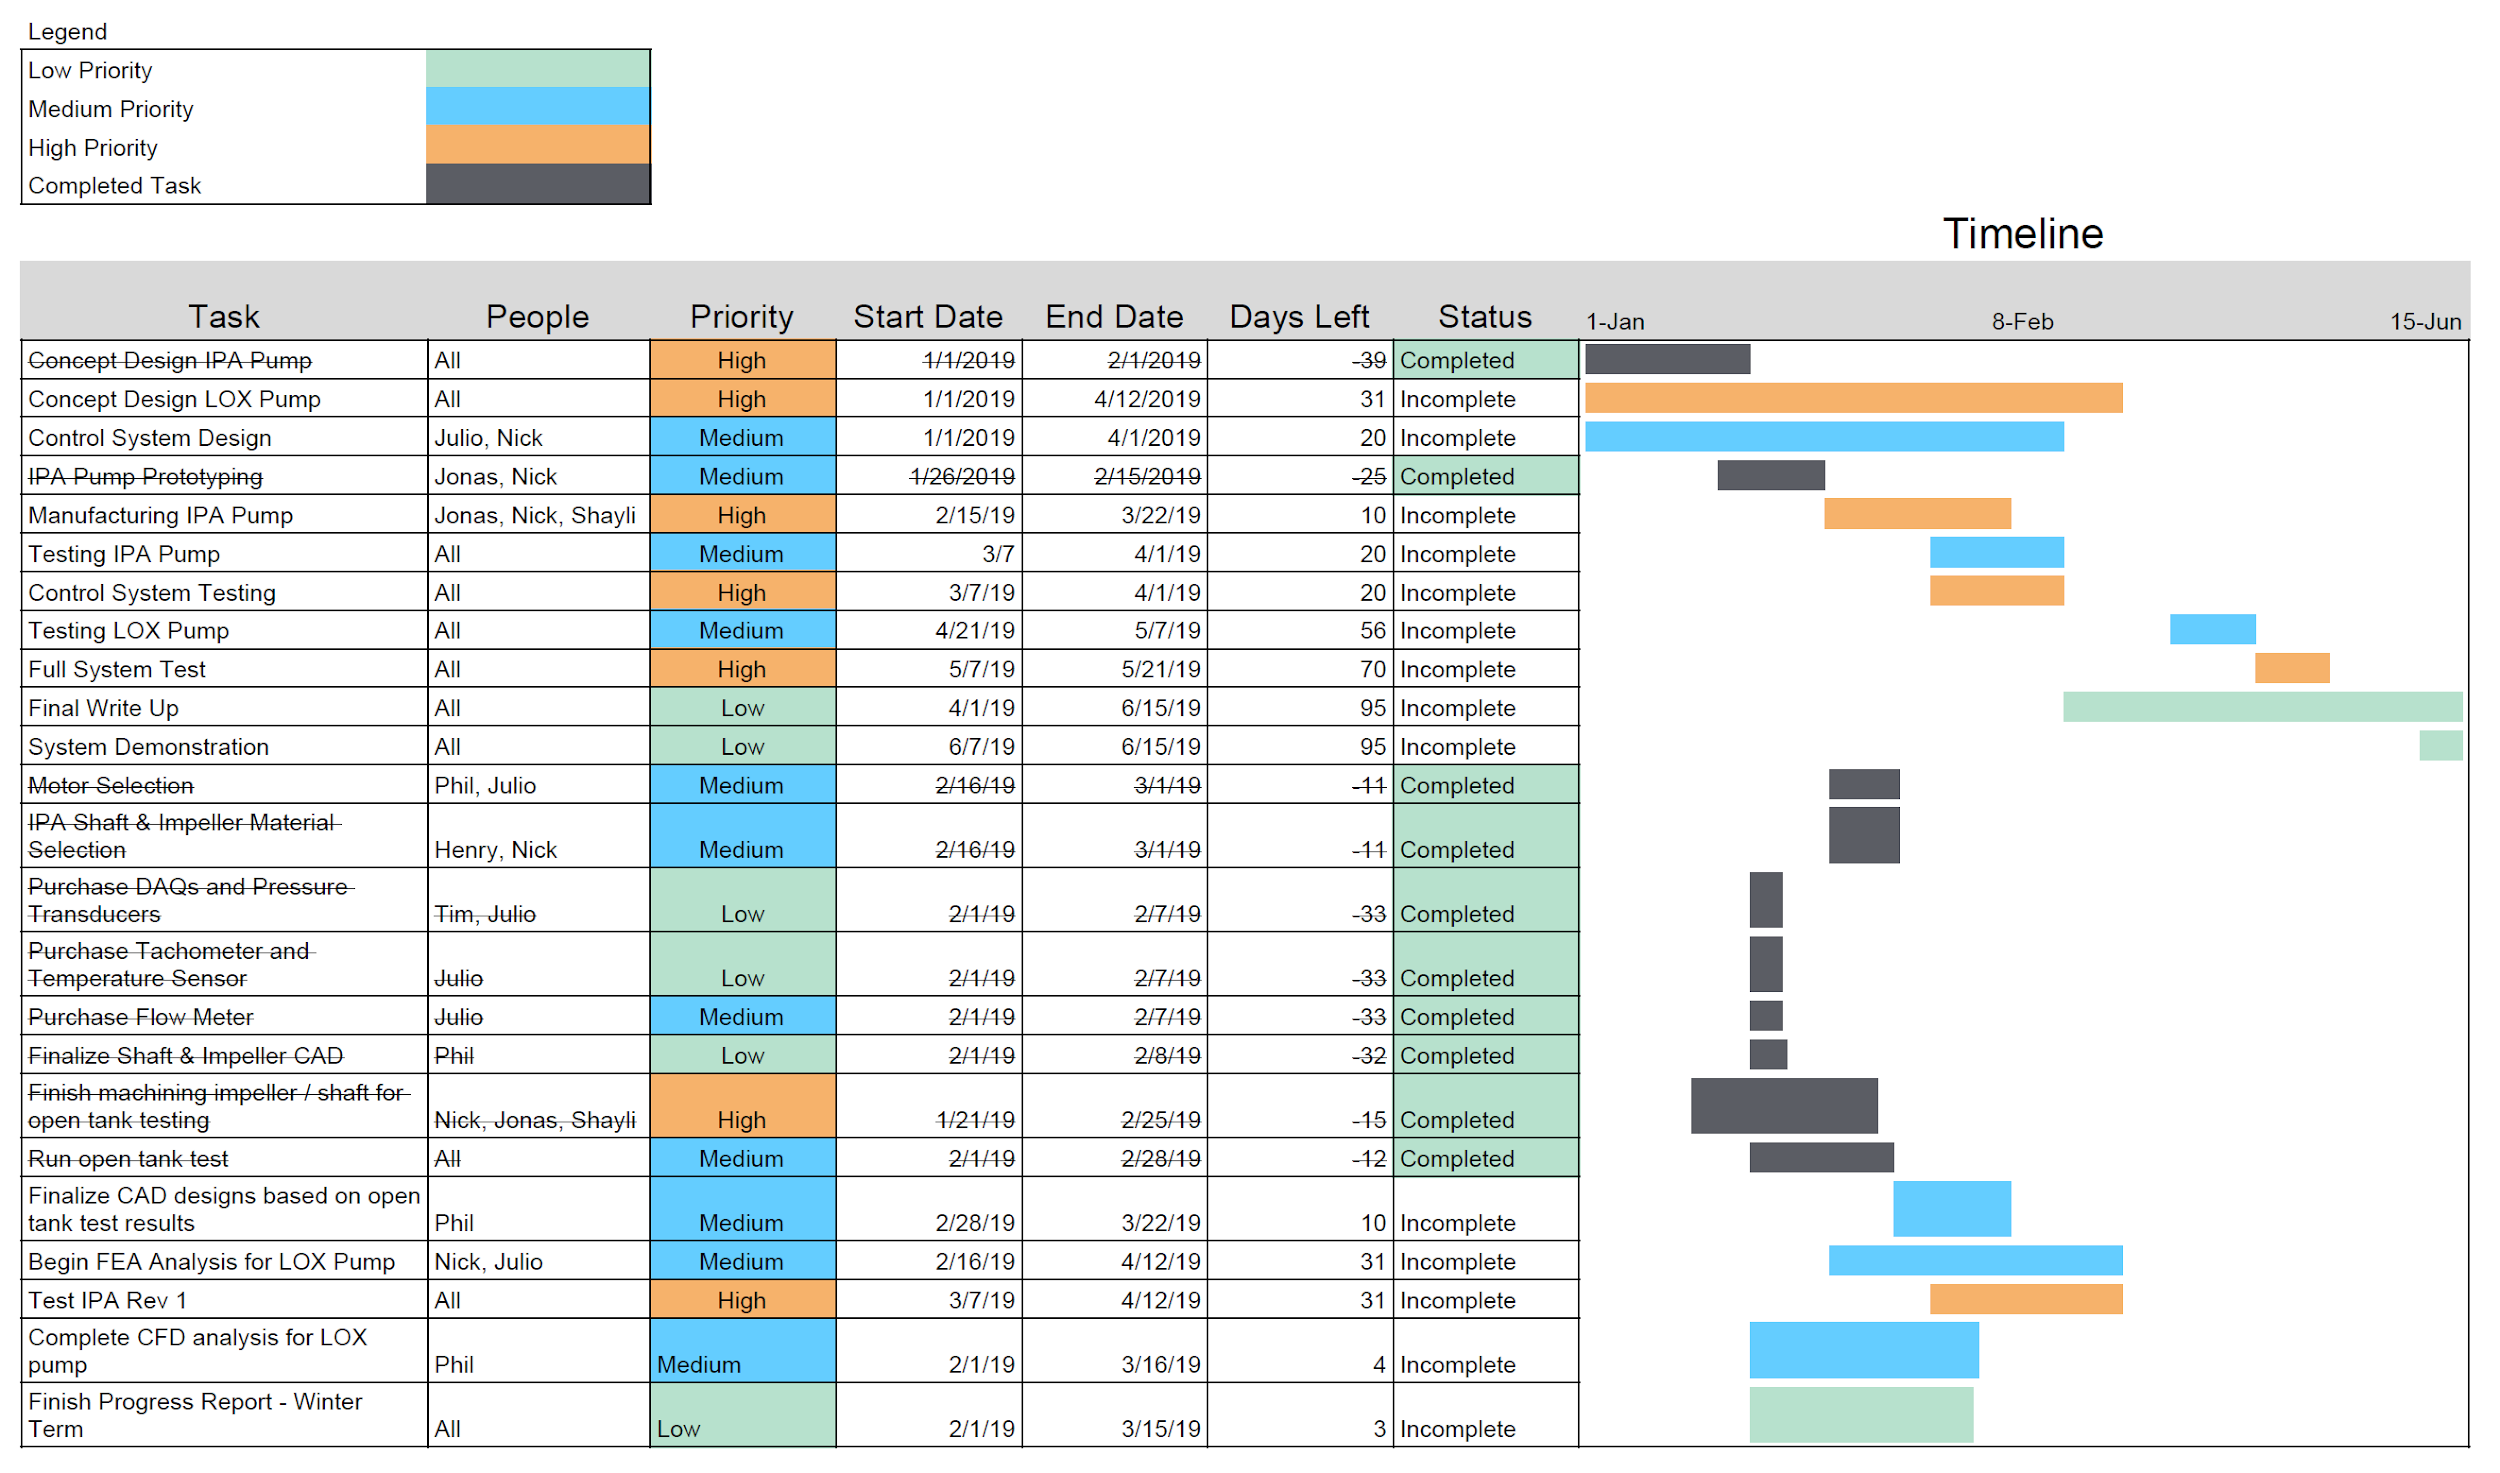 Legend
Low Priority
Medium Priority
High Priority
Completed Task
Timeline
Task People Priority Start Date End Date Days Left Status 1-Jan 8-Feb 15-Jun
Concept Design IPA Pump All High 1/1/2019 2/1/2019 -39 Completed
Concept Design LOX Pump All High 1/1/2019 4/12/2019 31 Incomplete
Control System Design Julio, Nick Medium 1/1/2019 4/1/2019 20 Incomplete
IPA Pump Prototyping Jonas, Nick Medium 1/26/2019 2/15/2019 -25 Completed
Manufacturing IPA Pump Jonas, Nick, Shayli High 2/15/19 3/22/19 10 Incomplete
Testing IPA Pump All Medium 3/7 4/1/19 20 Incomplete
Control System Testing All High 3/7/19 4/1/19 20 Incomplete
Testing LOX Pump All Medium 4/21/19 5/7/19 56 Incomplete
Full System Test All High 5/7/19 5/21/19 70 Incomplete
Final Write Up All Low 4/1/19 6/15/19 95 Incomplete
System Demonstration All Low 6/7/19 6/15/19 95 Incomplete
Motor Selection Phil, Julio Medium 2/16/19 3/1/19 -11 Completed
IPA Shaft & Impeller Material
Selection Henry, Nick Medium 2/16/19 3/1/19 -11 Completed
Purchase DAQs and Pressure
Transducers Tim, Julio Low 2/1/19 2/7/19 -33 Completed
Purchase Tachometer and
Temperature Sensor Julio Low 2/1/19 2/7/19 -33 Completed
Purchase Flow Meter Julio Medium 2/1/19 2/7/19 -33 Completed
Finalize Shaft & Impeller CAD Phil Low 2/1/19 2/8/19 -32 Completed
Finish machining impeller / shaft for
open tank testing Nick, Jonas, Shayli High 1/21/19 2/25/19 -15 Completed
Run open tank test All Medium 2/1/19 2/28/19 -12 Completed
Finalize CAD designs based on open
tank test results Phil Medium 2/28/19 3/22/19 10 Incomplete
Begin FEA Analysis for LOX Pump Nick, Julio Medium 2/16/19 4/12/19 31 Incomplete
Test IPA Rev 1 All High 3/7/19 4/12/19 31 Incomplete
Complete CFD analysis for LOX
pump Phil Medium 2/1/19 3/16/19 4 Incomplete
Finish Progress Report - Winter
Term All Low 2/1/19 3/15/19 3 Incomplete